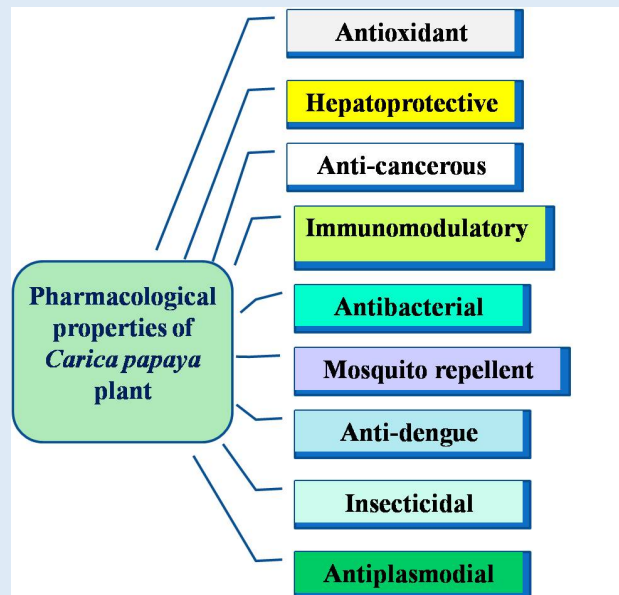 Antioxidant
Hepatoprotective
Anti-cancerous
Immunomodulatory
Pharmacological
properties of
Carica papaya
plant
Antibacterial
Mosquito repellent
Anti-dengue
Insecticidal
Antiplasmodial